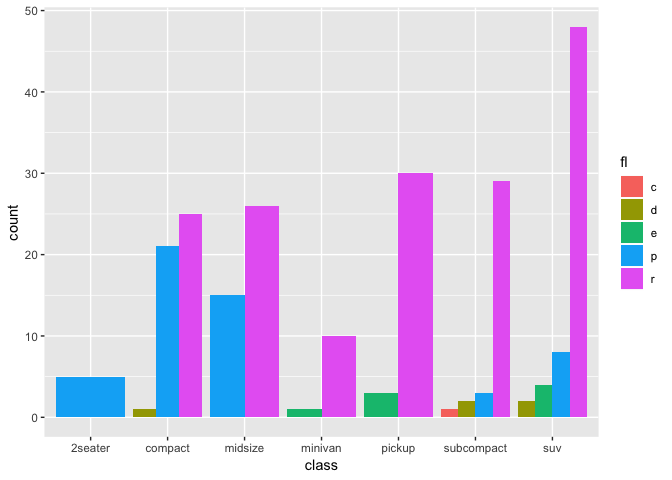 50
40
30
20
10
0
count
2seater compact midsize minivan pickup subcompact suv
class
fl
c
d
e
p
r